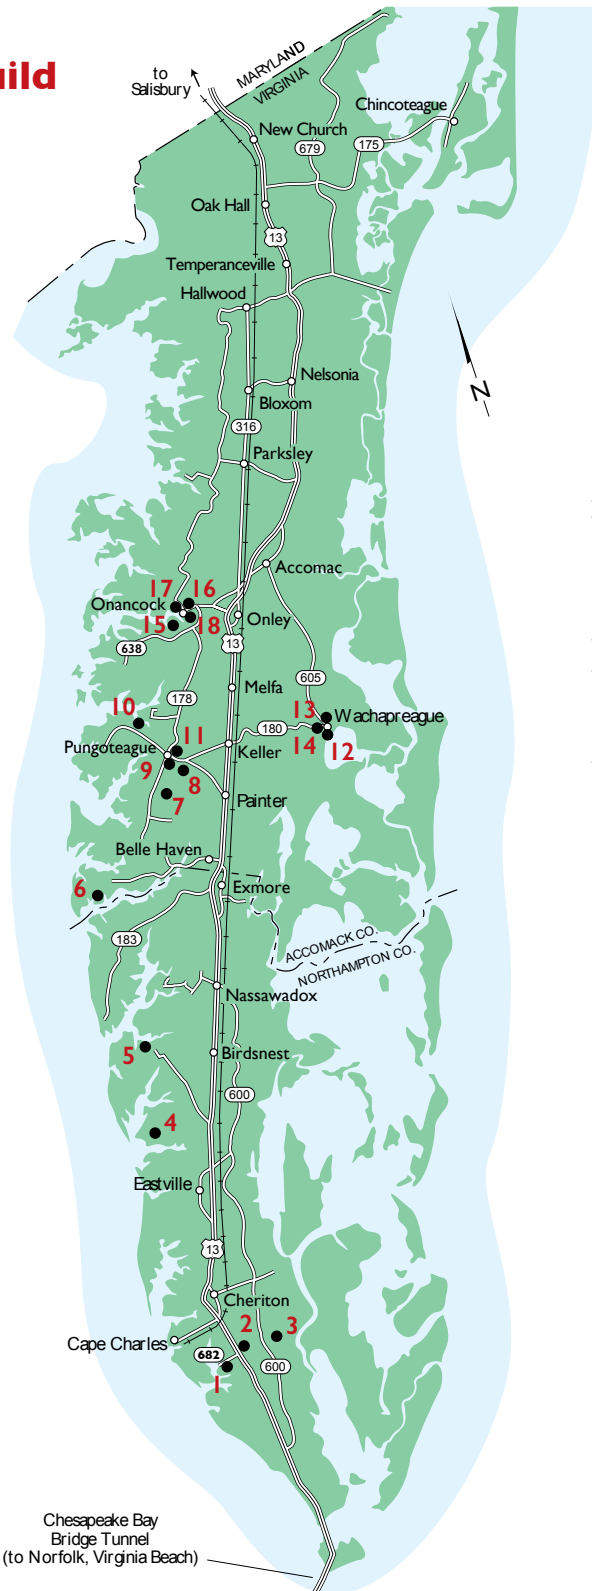 uild
to
Salisbury
MARYLAND
VIRGINIA
Chincoteague
New Church
679
175
Oak Hall
13
Temperanceville
Hallwood
N
Nelsonia
Bloxom
316
Parksley
Accomac
17
16
Onancock
15
18
Onley
638
13
605
178
Melfa
10
13
Wachapreague
180
14
12
11
Pungoteague
Keller
9
8
7
Painter
Belle Haven
6
Exmore
183
ACCOMACK CO.
NORTHAMPTON CO.
Nassawadox
5
Birdsnest
600
4
Eastville
13
Cheriton
2
3
Cape Charles
682
600
1
Chesapeake Bay
Bridge Tunnel
(to Norfolk, Virginia Beach)